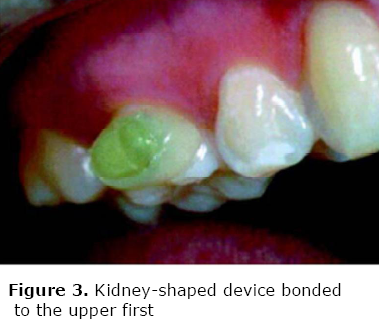 Figure 3. Kidney-shaped device bonded
to the upper first